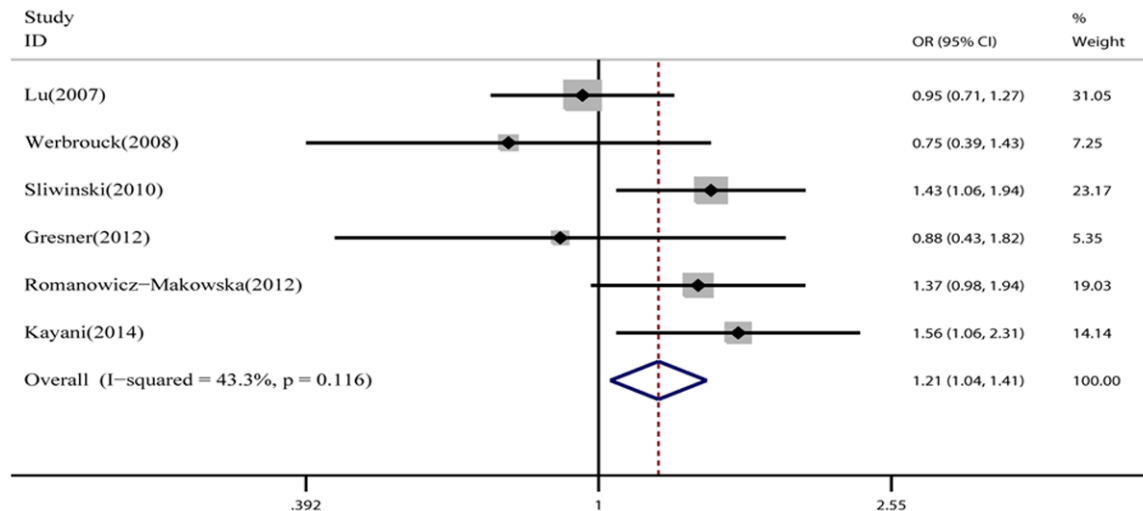 Study %
ID OR (95% CI) Weight
Lu(2007) 0.95 (0.71, 1.27) 31.05
Werbrouck(2008) 0.75 (0.39, 1.43) 7.25
Sliwinski(2010) 1.43 (1.06, 1.94) 23.17
Gresner(2012) 0.88 (0.43, 1.82) 5.35
Romanowicz−Makowska(2012) 1.37 (0.98, 1.94) 19.03
Kayani(2014) 1.56 (1.06, 2.31) 14.14
Overall (I−squared = 43.3%, p = 0.116) 1.21 (1.04, 1.41) 100.00
.392 1 2.55